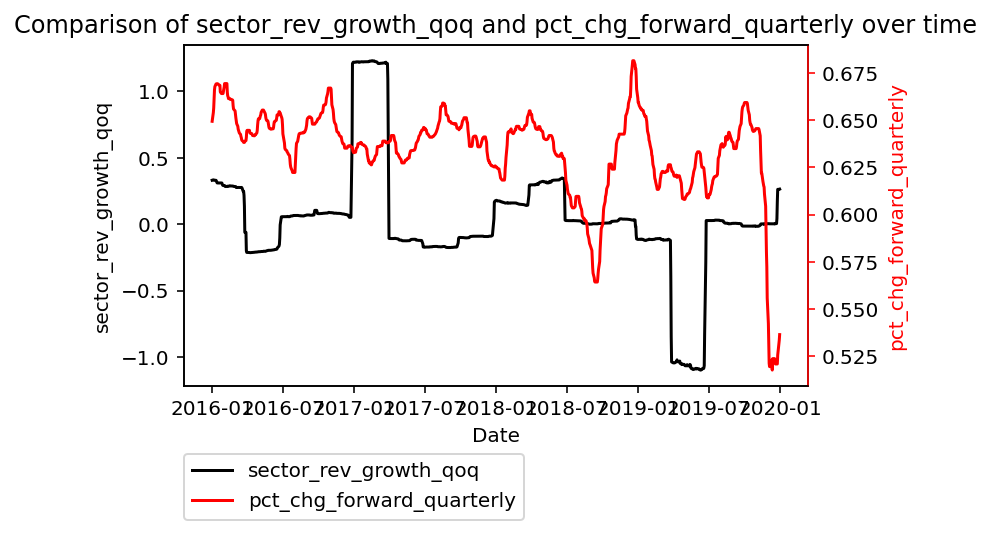 Comparison of sector_rev_growth_qoq and pct_chg_forward_quarterly over time
sector_rev_growth_qoq
1.0
0.5
0.0
−0.5
−1.0
0.675
0.650
0.625
0.600
0.575
0.550
0.525
pct_chg_forward_quarterly
2016-01 2016-07 2017-01 2017-07 2018-01 2018-07 2019-01 2019-07 2020-01
Date
sector_rev_growth_qoq
pct_chg_forward_quarterly